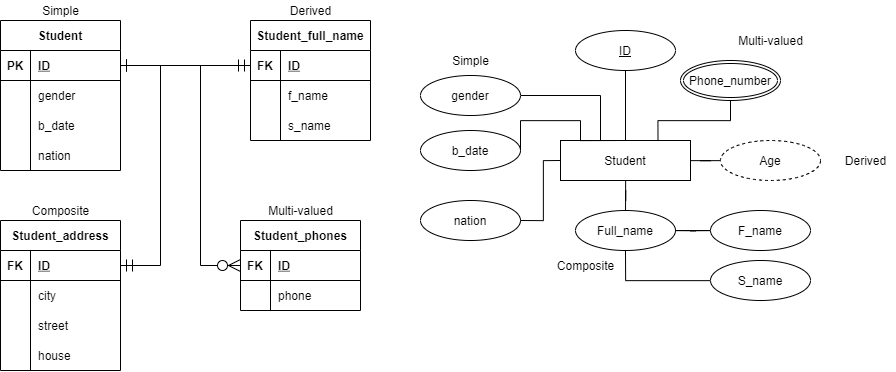 Simple
Student
PK ID
gender
b_date
nation
Derived
Student_full_name
FK ID
f_name
s_name
Composite
Student_address
FK ID
city
street
house
Multi-valued
Student_phones
FK ID
phone
ID
Multi-valued
Phone_number
Simple
gender
b_date
nation
Student
Age
Derived
Full_name
F_name
Composite
S_name